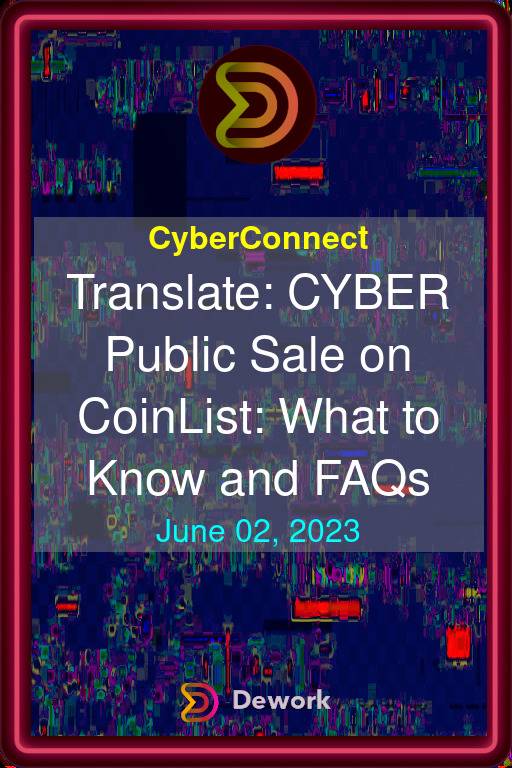 CyberConnect
Translate: CYBER
Public Sale on
CoinList: What to
Know and FAQs
June 02, 2023
Dework